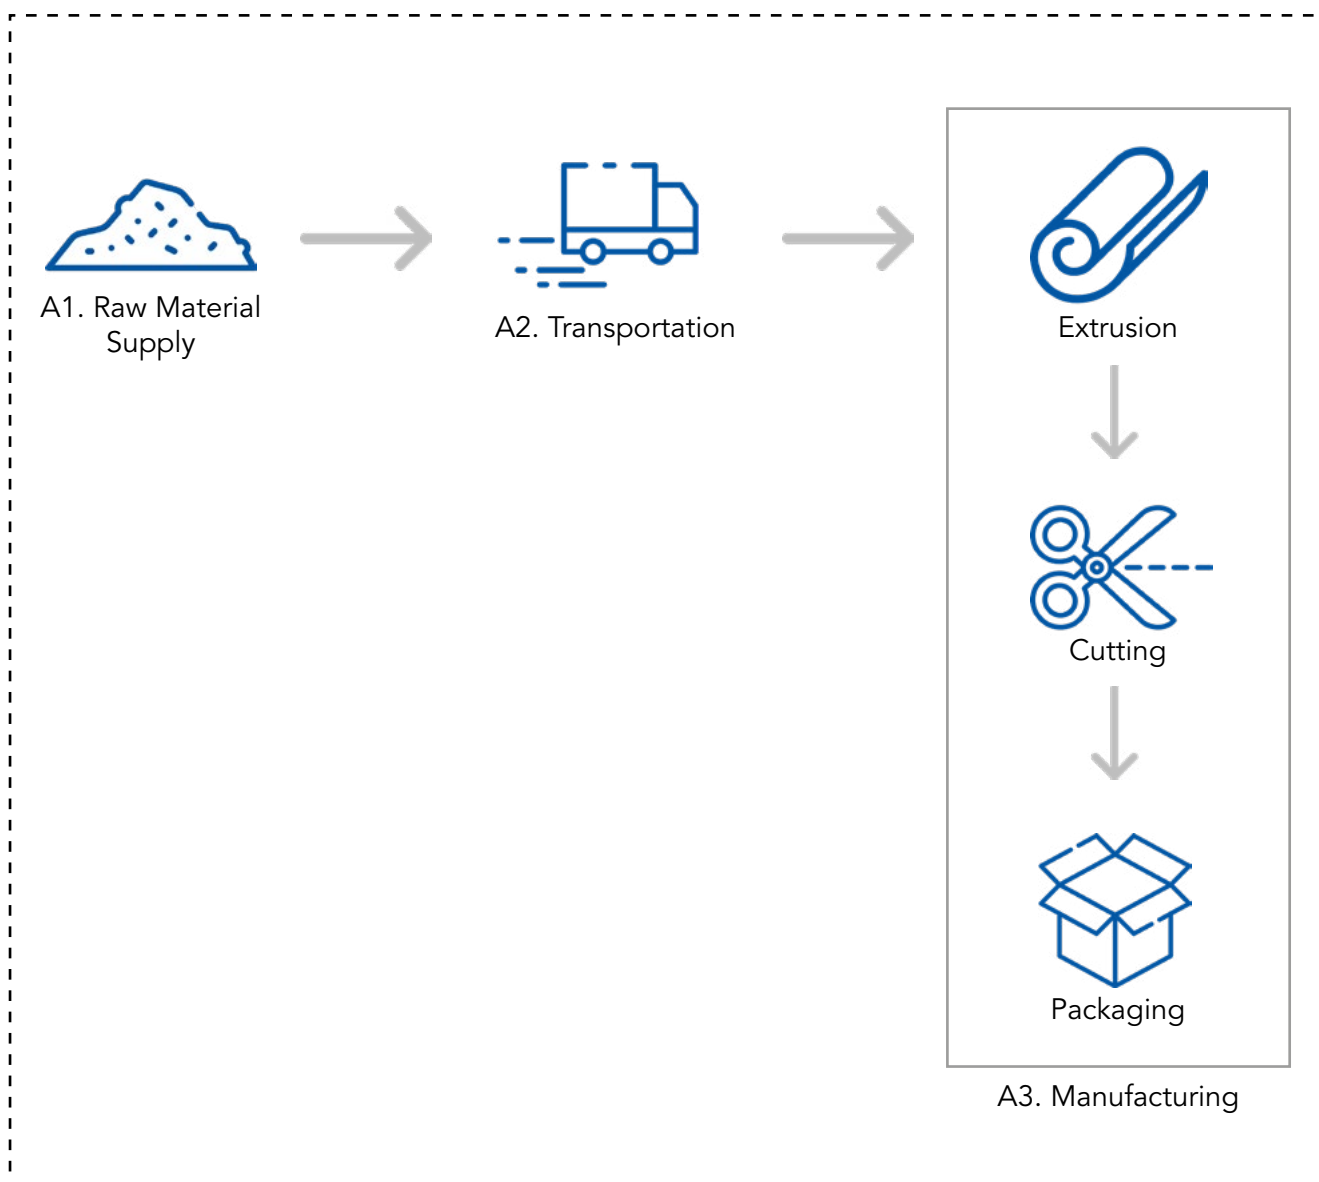 A1. Raw Material
Supply
A2. Transportation
Extrusion
Cutting
Packaging
A3. Manufacturing